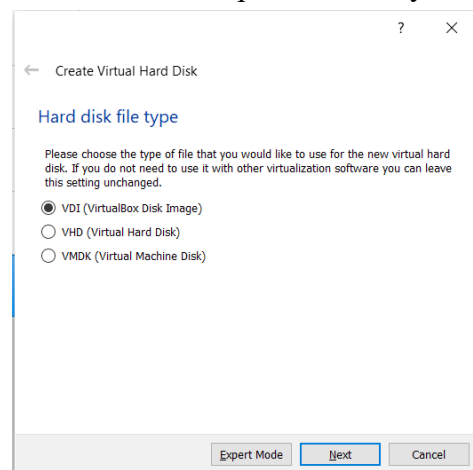 ?
Create Virtual Hard Disk
Hard disk file type
Please choose the type of file that you would like to use for the new virtual hard
disk. If you do not need to use it with other virtualization software you can leave
this setting unchanged.
VDI (VirtualBox Disk Image)
VHD (Virtual Hard Disk)
VMDK (Virtual Machine Disk)
Expert Mode Next Cancel